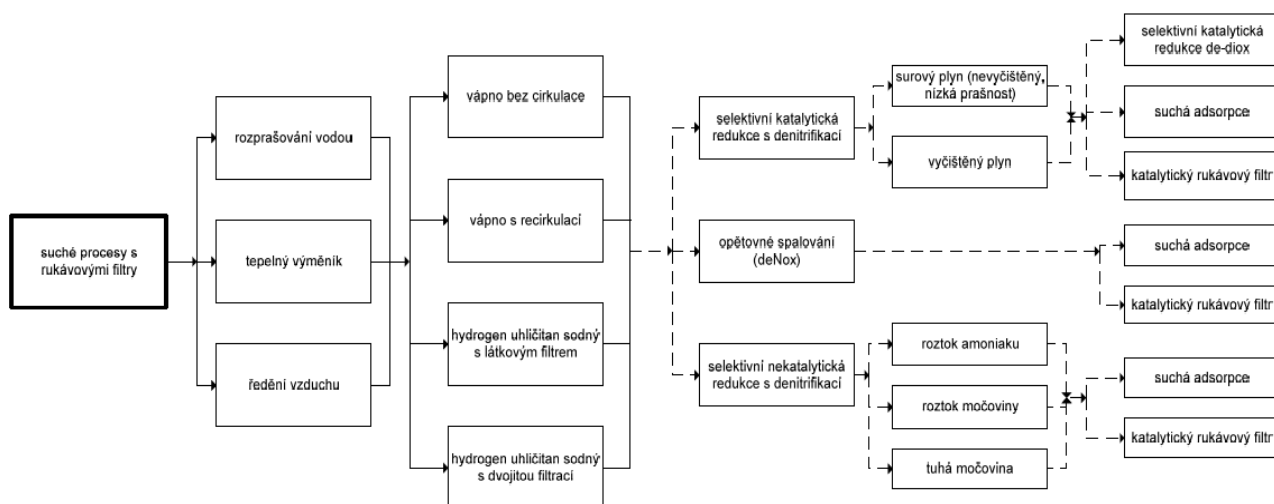 suché procesy s
rukávovými filtry
rozprašování vodou
tepelný výměník
ředění vzduchu
vápno bez cirkulace
vápno s recirkulací
hydrogen uhličitan sodný
s látkovým filtrem
hydrogen uhličitan sodný
s dvojitou filtrací
selektivní katalytická
redukce s denitrifikací
opětovné spalování
(deNox)
selektivní nekatalytická
redukce s denitrifikací
surový plyn (nevyčištěný,
nízká prašnost)
vyčištěný plyn
roztok amoniaku
roztok močoviny
tuhá močovina
selektivní katalytická
redukce de-diox
suchá adsorpce
katalytický rukávový filtr
suchá adsorpce
katalytický rukávový filtr
suchá adsorpce
katalytický rukávový filtr